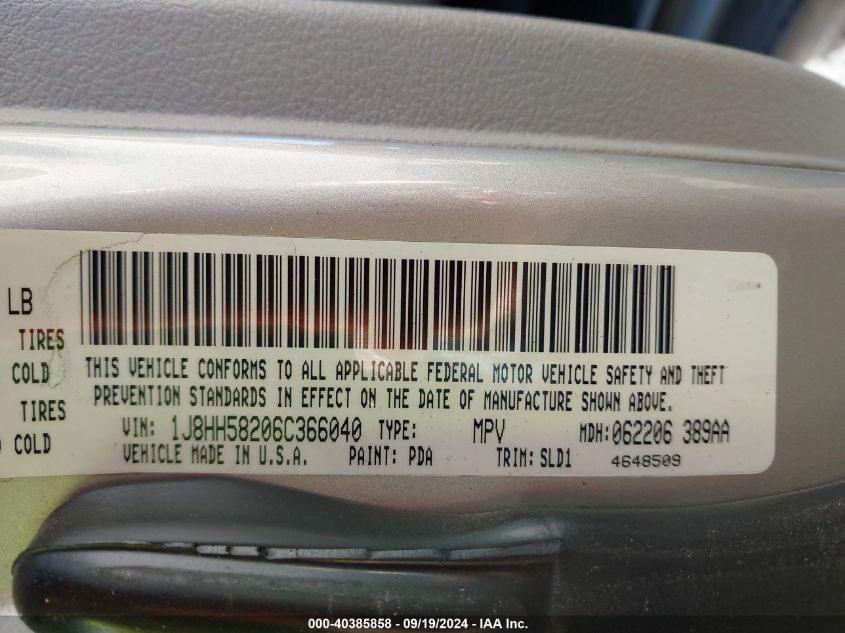 LB
TIRES
COLD
TIRES
COLD
THIS VEHICLE CONFORMS TO ALL APPLICABLE FEDERAL MOTOR VEHICLE SAFETY AND THEFT
PREVENTION STANDARDS IN EFFECT ON THE DATE OF MANUFACTURE SHOWN ABOVE.
VIN: 1J8HH58206C366040 TYPE: MPV MDH: 062206 389AA
VEHICLE MADE IN U.S.A. PAINT: PDA TRIM: SLD1 4648509
000-40385858 - 09/19/2024 - IAA Inc.